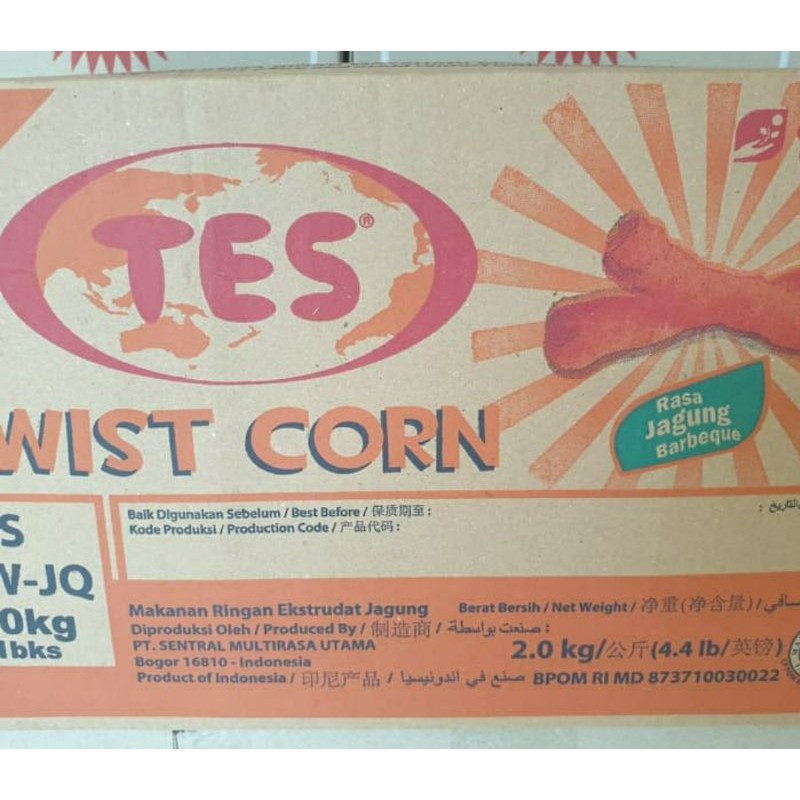 TES®
WIST CORN
Rasa
Jagung
Barbeque
S
W-JQ
0kg
lbks
Baik Digunakan Sebelum / Best Before / 保质期至 :
Kode Produksi / Production Code / 产品代码 :
Makanan Ringan Ekstrudat Jagung
Diproduksi Oleh / Produced By / 制造商 / صنعت بواسطة :
PT. SENTRAL MULTIRASA UTAMA
Bogor 16810 - Indonesia
Product of Indonesia / 印尼产品 / صنع في اندونيسيا
Berat Bersih / Net Weight / 净重(净含量) /
2.0 kg/公斤(4.4 lb/英镑)
BPOM RI MD 873710030022